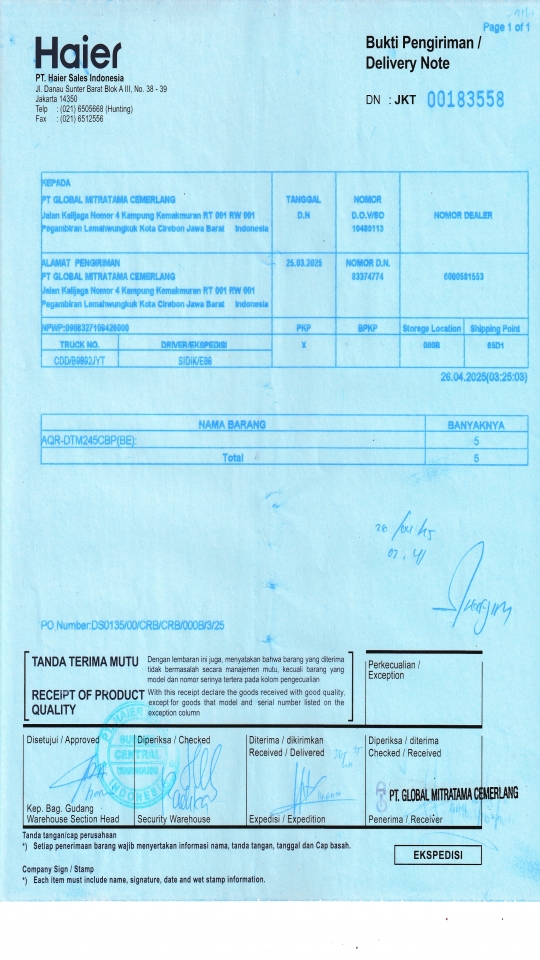 Page 1 of 1
Haier
PT. Haier Sales Indonesia
Jl. Danau Sunter Barat Blok A III, No. 38 - 39
Jakarta 14350
Telp : (021) 6505668 (Hunting)
Fax : (021) 6512556
Bukti Pengiriman /
Delivery Note
DN : JKT 00183558
KEPADA
PT GLOBAL MITRATAMA CEMERLANG
Jalan Kalijaga Nomor 4 Kampung Kemakmuran RT 001 RW 001
Pegambiran Lemahwungkuk Kota Cirebon Jawa Barat Indonesia
TANGGAL
D.N
NOMOR
D.O.V/SO
10480113
NOMOR DEALER
ALAMAT PENGIRIMAN
PT GLOBAL MITRATAMA CEMERLANG
Jalan Kalijaga Nomor 4 Kampung Kemakmuran RT 001 RW 001
Pegambiran Lemahwungkuk Kota Cirebon Jawa Barat Indonesia
25.03.2025
NOMOR D.N.
83374774
6000581553
NPWP:0908327109426000
PKP
BPKP
Storage Location
Shipping Point
TRUCK NO.
DRIVER/EKSPEDISI
X
000B
65D1
CDD/B9892/YT
SIDIK/E66
26.04.2025(03:25:03)
NAMA BARANG
BANYAKNYA
AQR-DTM245CBP(BE):
5
Total
5
PO.Number:DS0135/00/CRB/CRB/000B/3/25
TANDA TERIMA MUTU
Dengan lembaran ini juga, menyatakan bahwa barang yang diterima
tidak bermasalah secara manajemen mutu, kecuali barang yang
model dan nomor serinya tertera pada kolom pengecualian
RECEIPT OF PRODUCT
QUALITY
With this receipt declare the goods received with good quality,
except for goods that model and serial number listed on the
exception column
Perkecualian /
Exception
Disetujui / Approved
Diperiksa / Checked
Diterima / dikirimkan
Received / Delivered
Diperiksa / diterima
Checked / Received
CENTRAL
PT. GLOBAL MITRATAMA CEMERLANG
Kep. Bag. Gudang
Warehouse Section Head
Security Warehouse
Expedisi / Expedition
Penerima / Receiver
Tanda tangan/cap perusahaan
*) Setiap penerimaan barang wajib menyertakan informasi nama, tanda tangan, tanggal dan Cap basah.
EKSPEDISI
Company Sign / Stamp
*) Each item must include name, signature, date and wet stamp information.